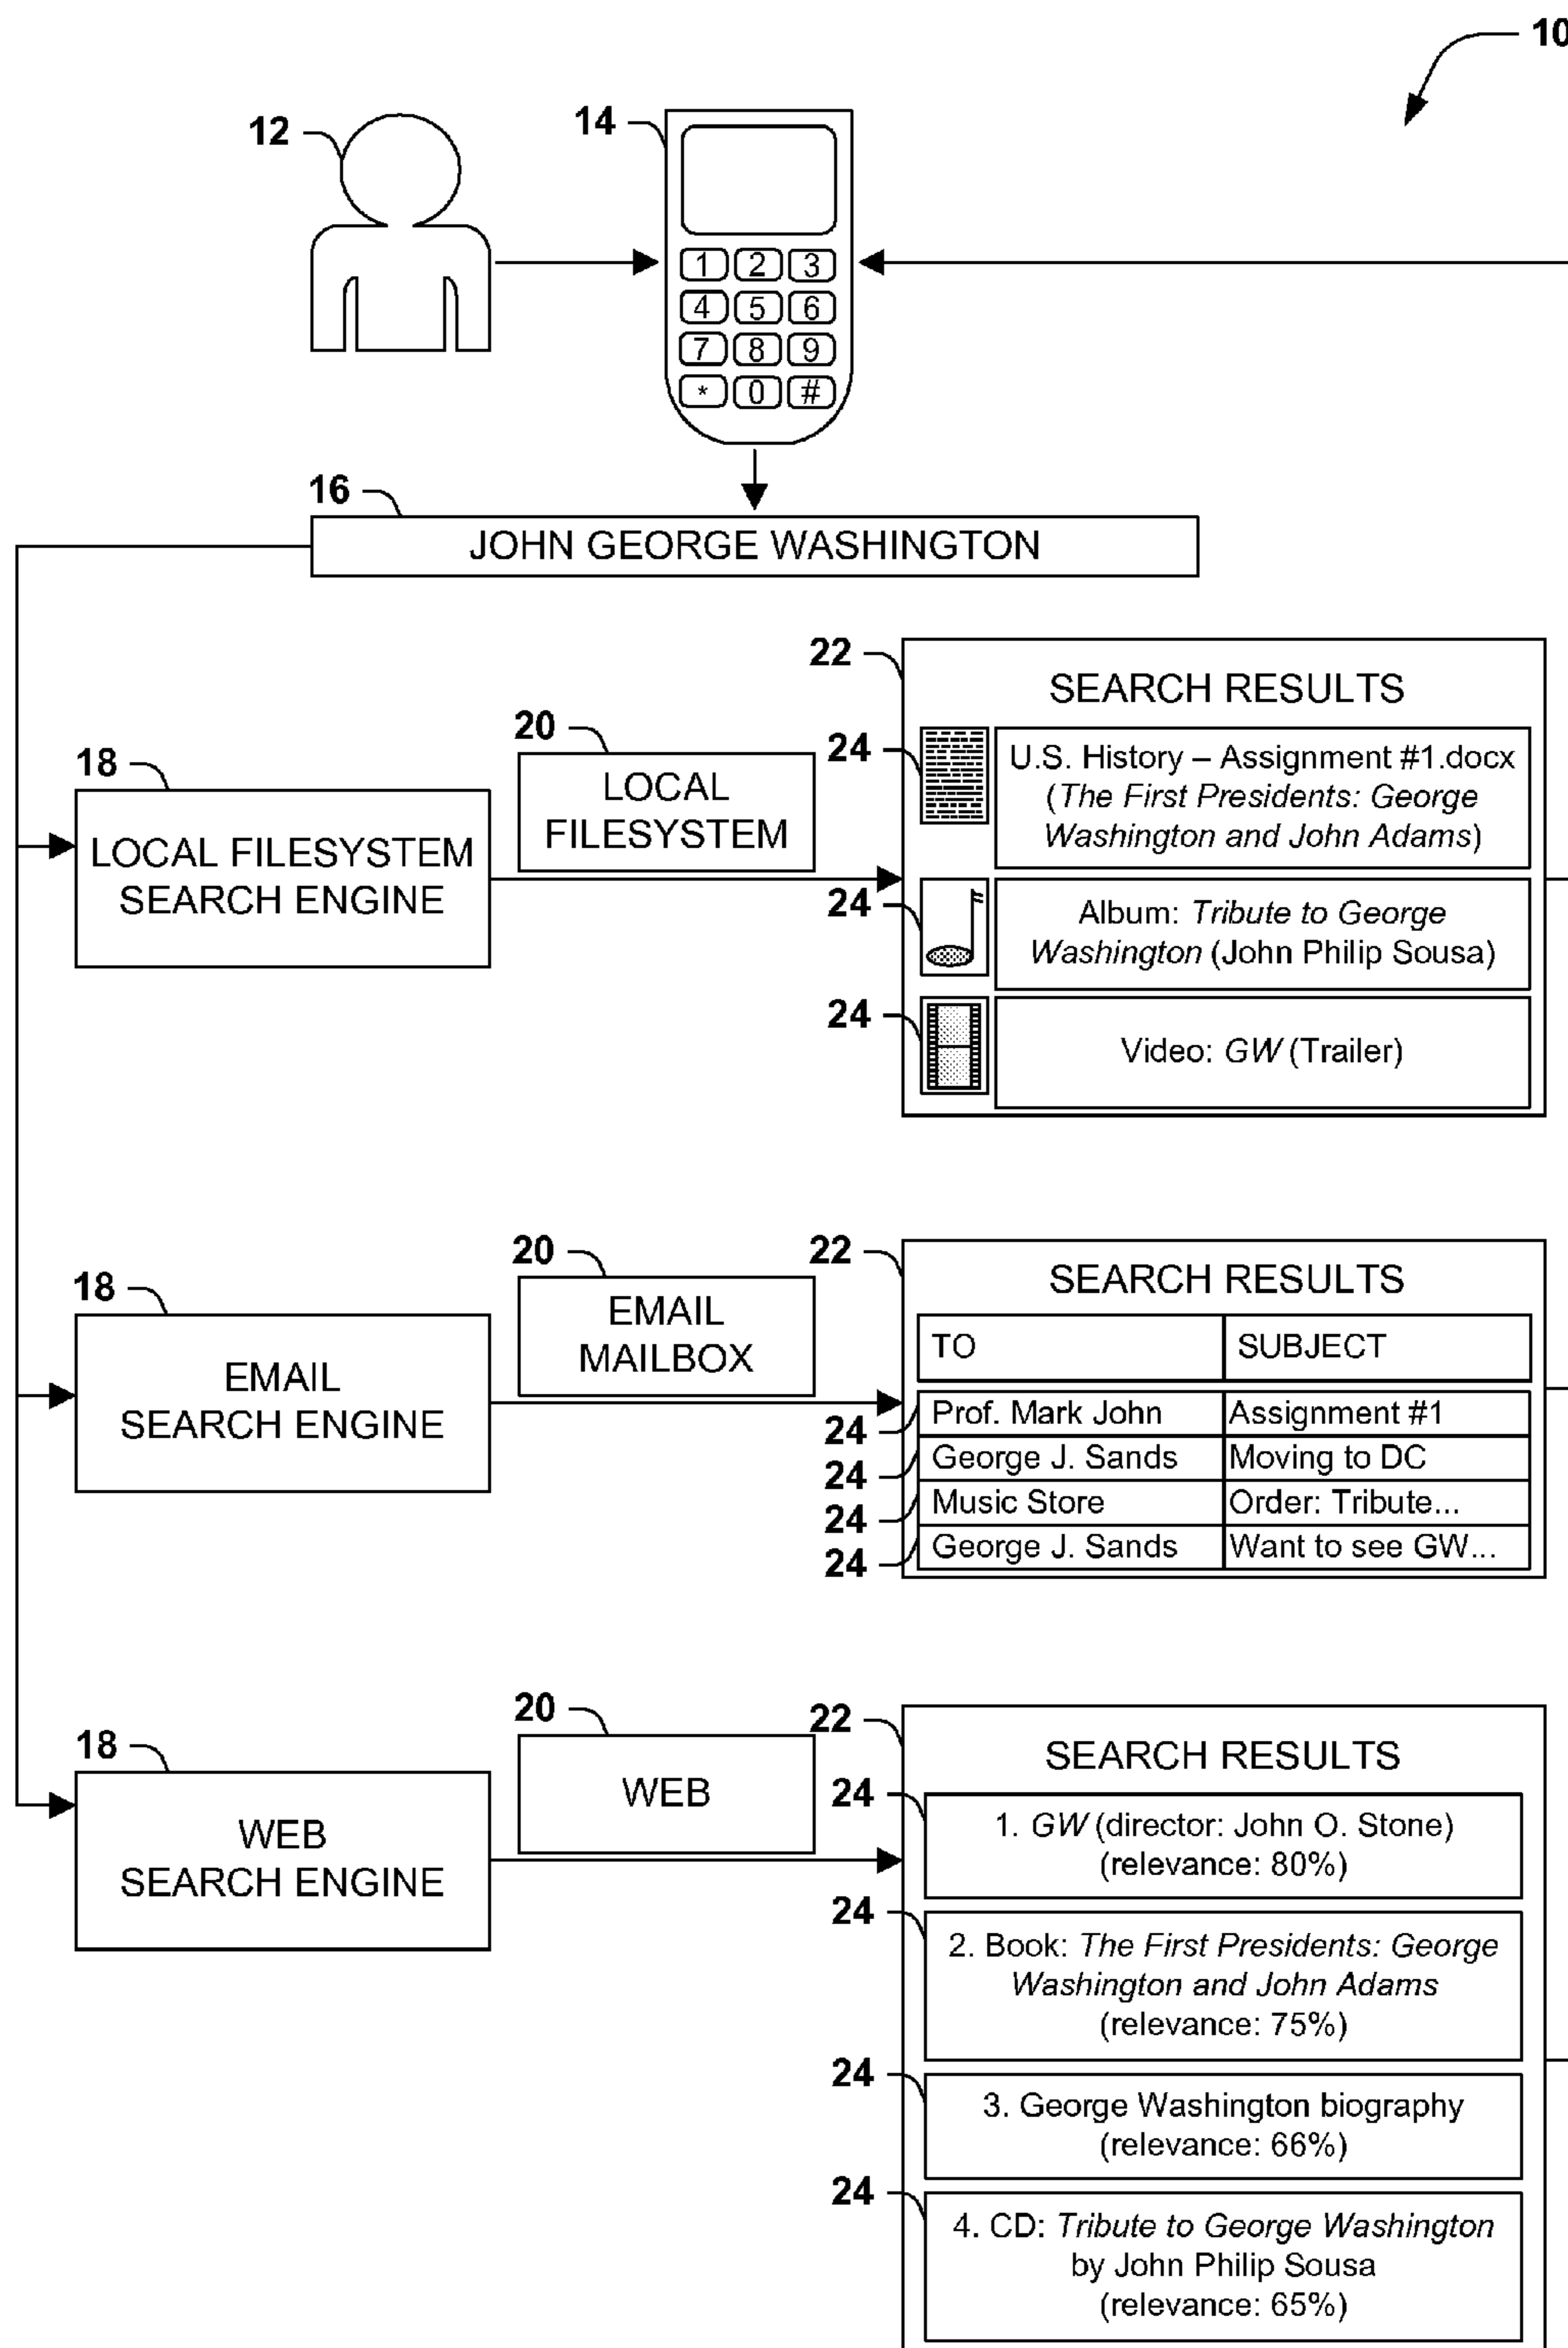 10
12
14
1 2 3
4 5 6
7 8 9
* 0 #
16
JOHN GEORGE WASHINGTON
18
LOCAL FILESYSTEM
SEARCH ENGINE
20
LOCAL
FILESYSTEM
22
SEARCH RESULTS
24
U.S. History – Assignment #1.docx
(The First Presidents: George
Washington and John Adams)
24
Album: Tribute to George
Washington (John Philip Sousa)
24
Video: GW (Trailer)
18
EMAIL
SEARCH ENGINE
20
EMAIL
MAILBOX
22
SEARCH RESULTS
TO SUBJECT
24 Prof. Mark John Assignment #1
24 George J. Sands Moving to DC
24 Music Store Order: Tribute...
24 George J. Sands Want to see GW...
18
WEB
SEARCH ENGINE
20
WEB
22
SEARCH RESULTS
24
1. GW (director: John O. Stone)
(relevance: 80%)
24
2. Book: The First Presidents: George
Washington and John Adams
(relevance: 75%)
24
3. George Washington biography
(relevance: 66%)
24
4. CD: Tribute to George Washington
by John Philip Sousa
(relevance: 65%)